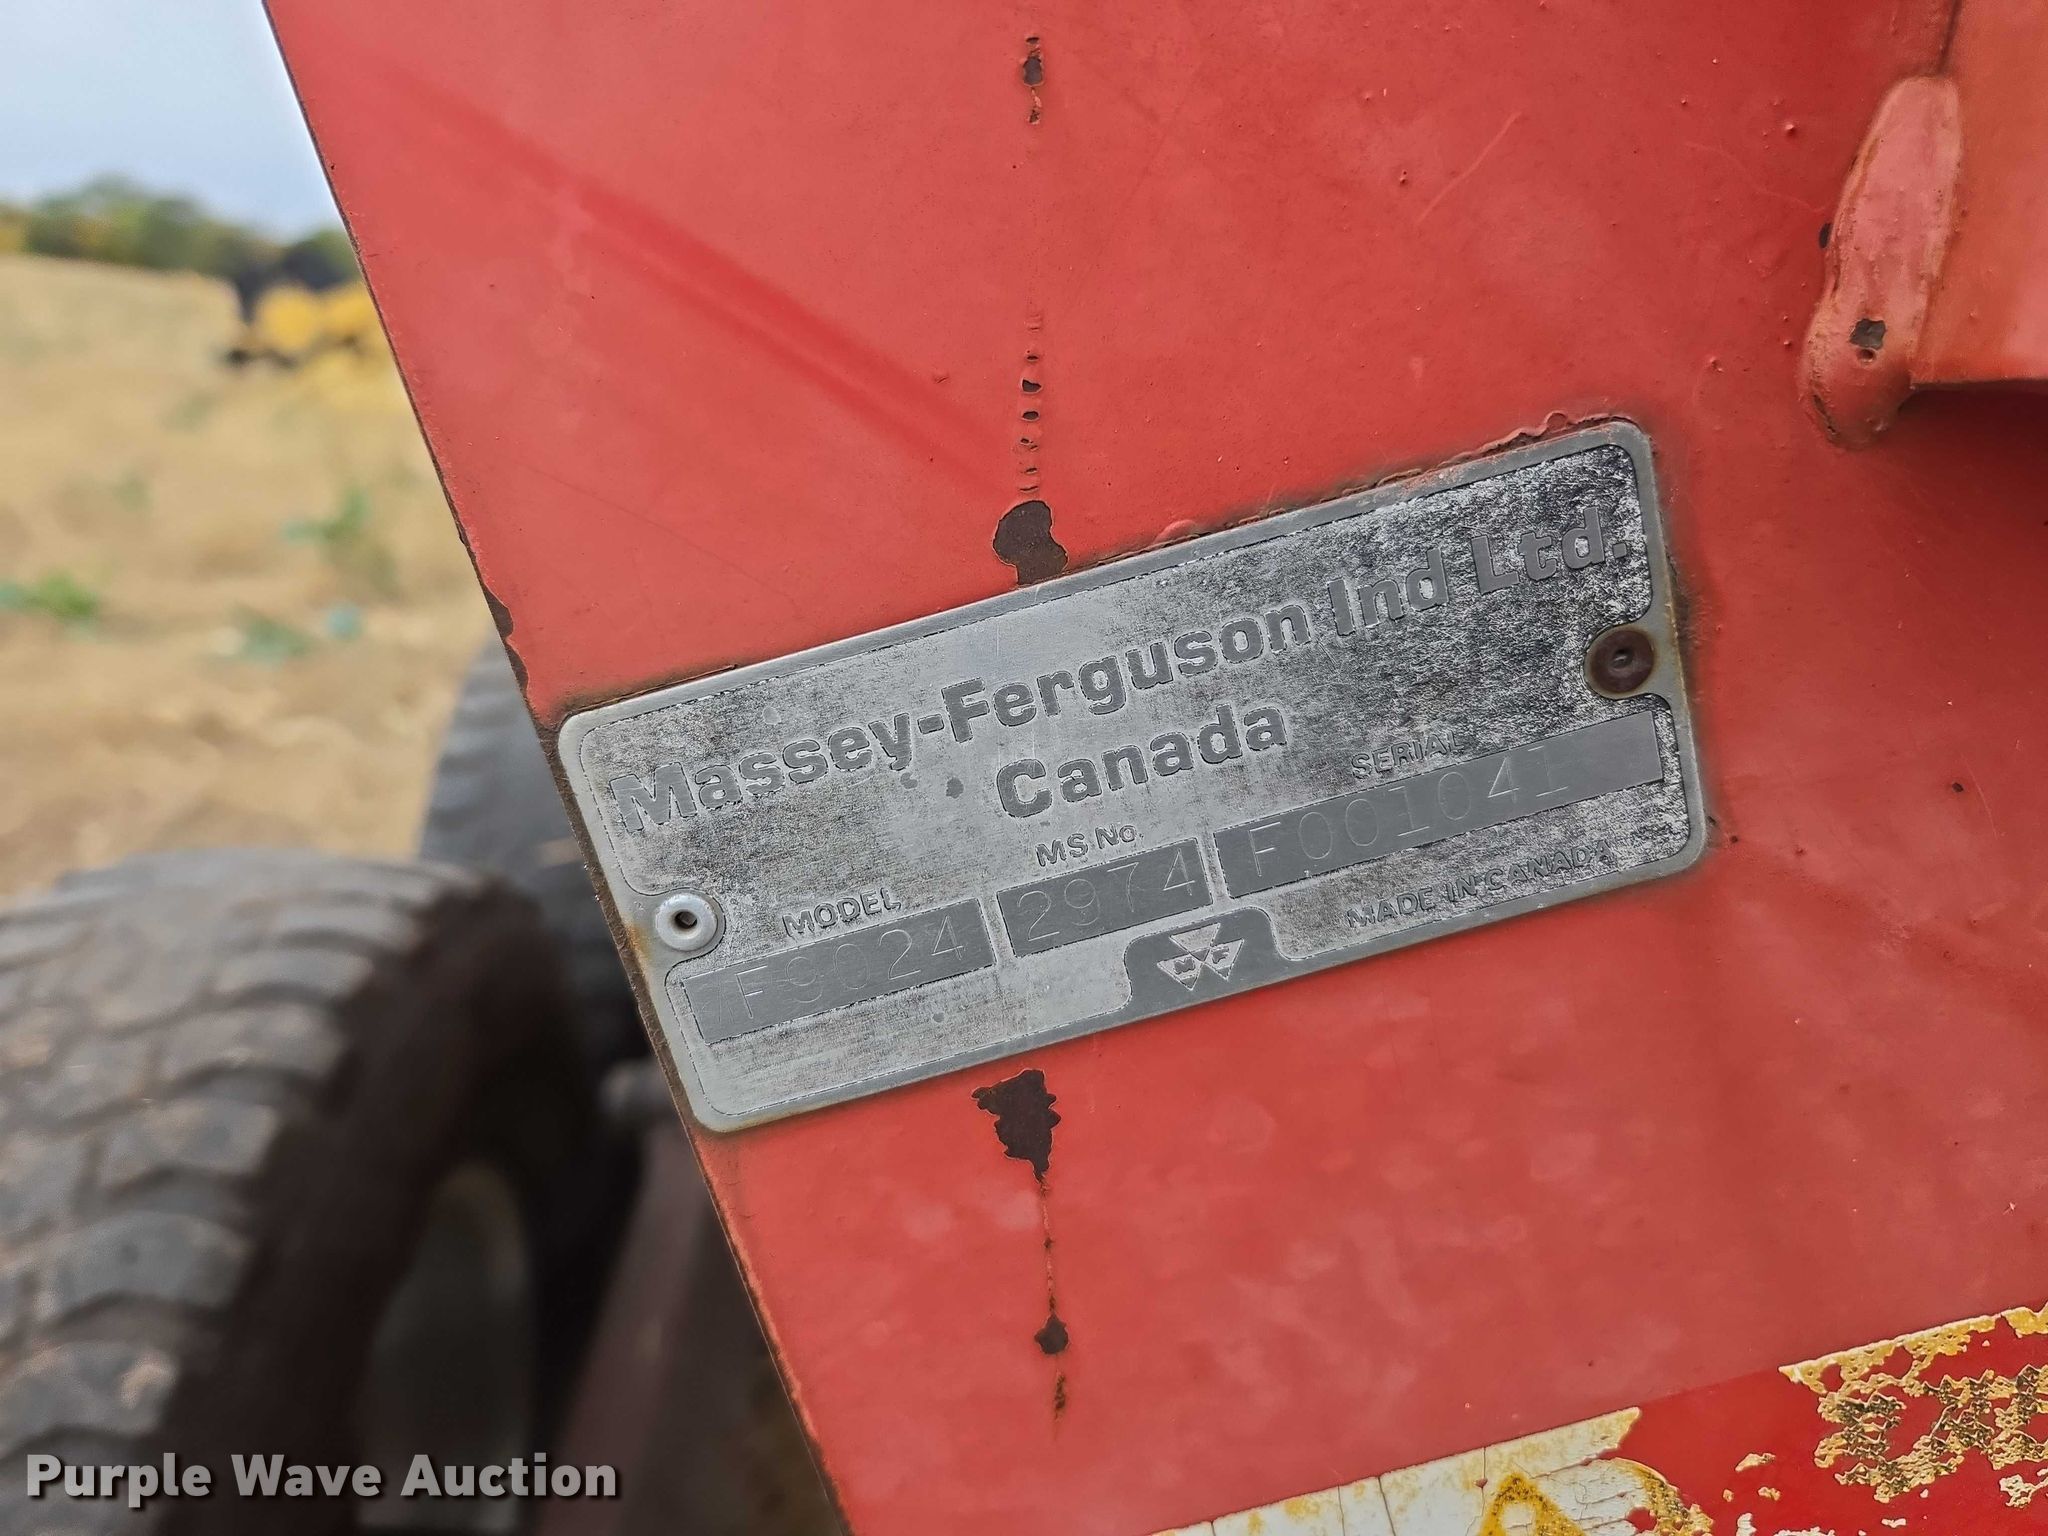 Massey-Ferguson Ind Ltd.
Canada
MODEL MS No. SERIAL
F9024 2974 F001041
MADE IN CANADA
Purple Wave Auction